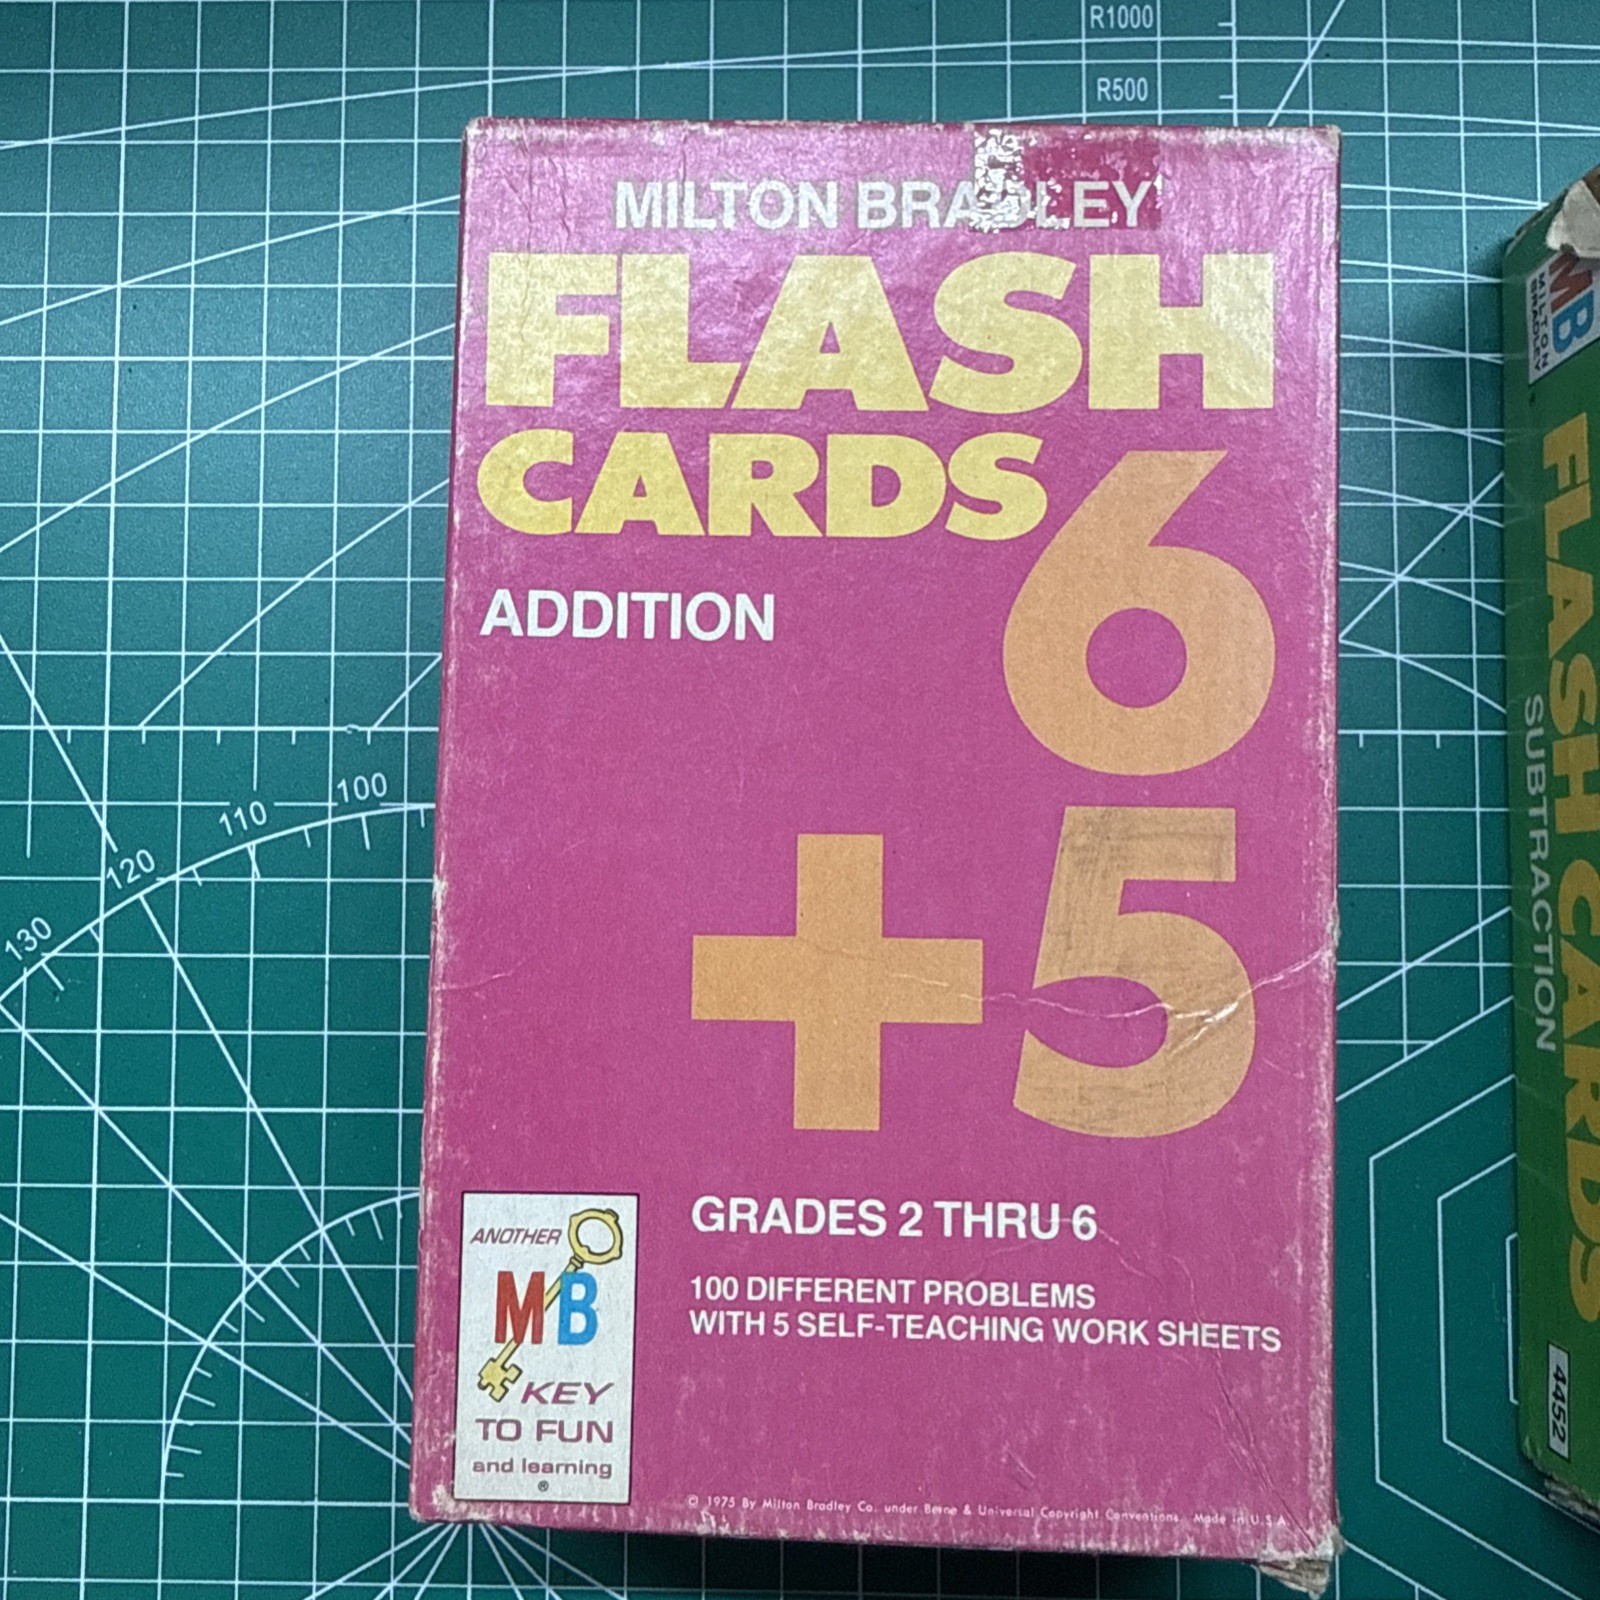 R1000
R500
MILTON BRADLEY
FLASH
CARDS
ADDITION
6
+5
GRADES 2 THRU 6
100 DIFFERENT PROBLEMS
WITH 5 SELF-TEACHING WORK SHEETS
ANOTHER
MB
KEY
TO FUN
and learning
®
© 1975 By Milton Bradley Co. under Berne & Universal Copyright Conventions Made in U.S.A.
100
110
120
130
MB
MILTON
BRADLEY
FLASH CARDS
SUBTRACTION
4452